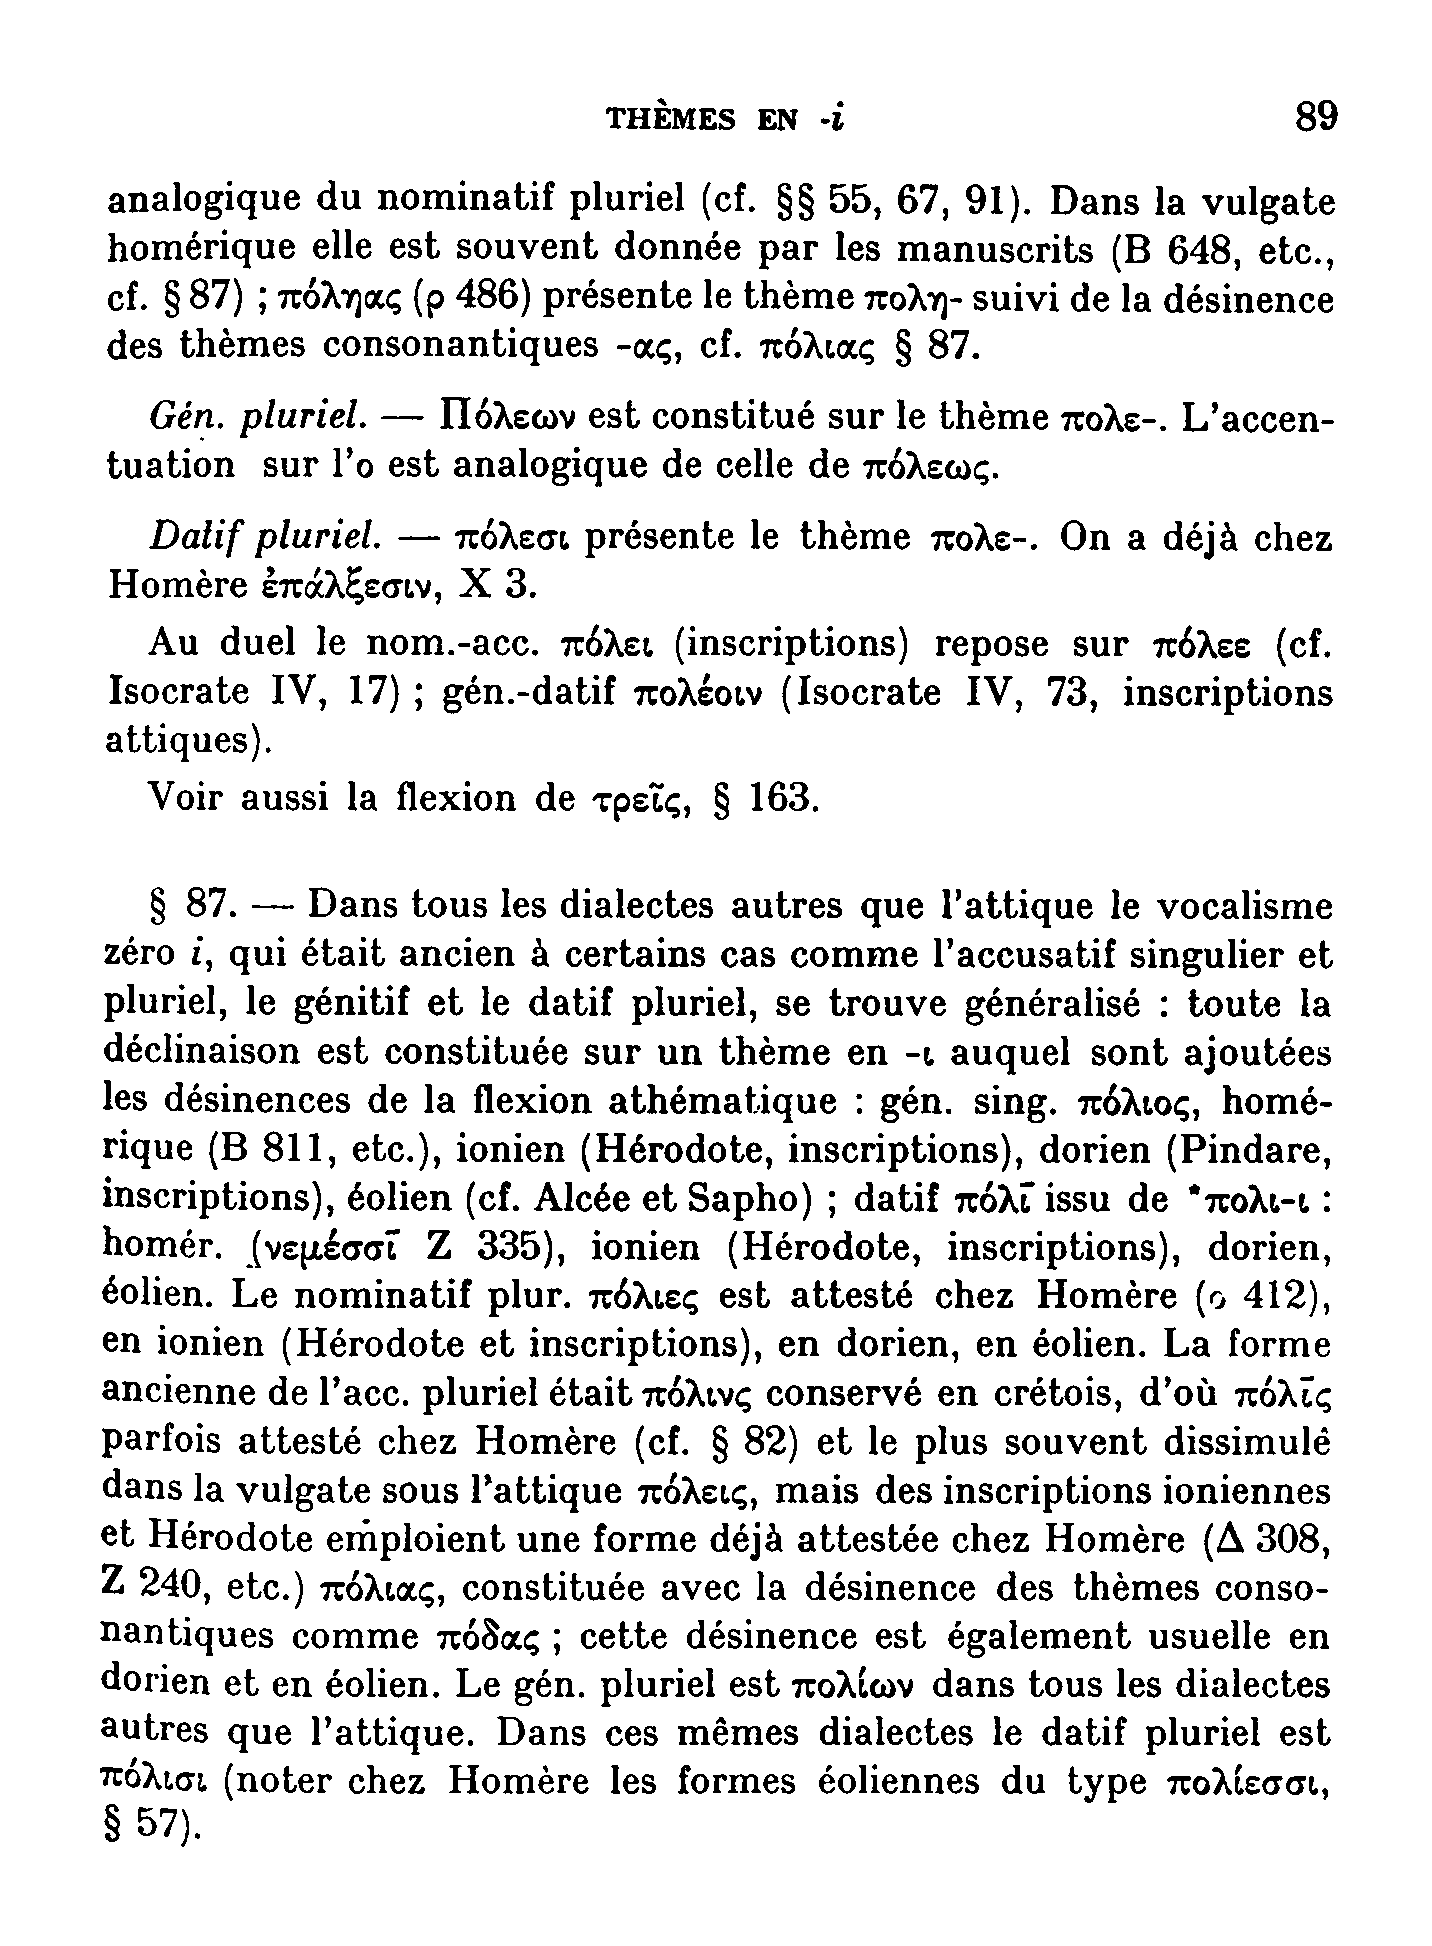 THÈMES EN -i 89
analogique du nominatif pluriel (cf. §§ 55, 67, 91). Dans la vulgate
homérique elle est souvent donnée par les manuscrits (B 648, etc.,
cf. § 87) ; πόληας (ρ 486) présente le thème πολη- suivi de la désinence
des thèmes consonantiques -ας, cf. πόλιας § 87.
Gén. pluriel. — Πόλεων est constitué sur le thème πολε-. L’accen-
tuation sur l’o est analogique de celle de πόλεως.
Datif pluriel. — πόλεσι présente le thème πολε-. On a déjà chez
Homère ἐπάλξεσιν, X 3.
Au duel le nom.-acc. πόλει (inscriptions) repose sur πόλεε (cf.
Isocrate IV, 17) ; gén.-datif πολέοιν (Isocrate IV, 73, inscriptions
attiques).
Voir aussi la flexion de τρεῖς, § 163.
§ 87. — Dans tous les dialectes autres que l’attique le vocalisme
zéro i, qui était ancien à certains cas comme l’accusatif singulier et
pluriel, le génitif et le datif pluriel, se trouve généralisé : toute la
déclinaison est constituée sur un thème en -ι auquel sont ajoutées
les désinences de la flexion athématique : gén. sing. πόλιος, homé-
rique (B 811, etc.), ionien (Hérodote, inscriptions), dorien (Pindare,
inscriptions), éolien (cf. Alcée et Sapho) ; datif πόλῑ issu de *πολι-ι :
homér. (νεμέσσῑ Z 335), ionien (Hérodote, inscriptions), dorien,
éolien. Le nominatif plur. πόλιες est attesté chez Homère (ο 412),
en ionien (Hérodote et inscriptions), en dorien, en éolien. La forme
ancienne de l’acc. pluriel était πόλινς conservé en crétois, d’où πόλῑς
parfois attesté chez Homère (cf. § 82) et le plus souvent dissimulé
dans la vulgate sous l’attique πόλεις, mais des inscriptions ioniennes
et Hérodote emploient une forme déjà attestée chez Homère (Δ 308,
Z 240, etc.) πόλιας, constituée avec la désinence des thèmes conso-
nantiques comme πόδας ; cette désinence est également usuelle en
dorien et en éolien. Le gén. pluriel est πολίων dans tous les dialectes
autres que l’attique. Dans ces mêmes dialectes le datif pluriel est
πόλισι (noter chez Homère les formes éoliennes du type πολίεσσι,
§ 57).